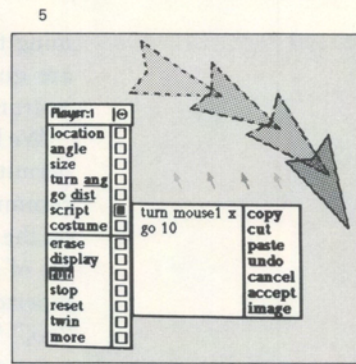 5
Player:1
location
angle
size
turn ang
go dist
script
costume
erase
display
run
stop
reset
twin
more
turn mouse1 x
go 10
copy
cut
paste
undo
cancel
accept
image